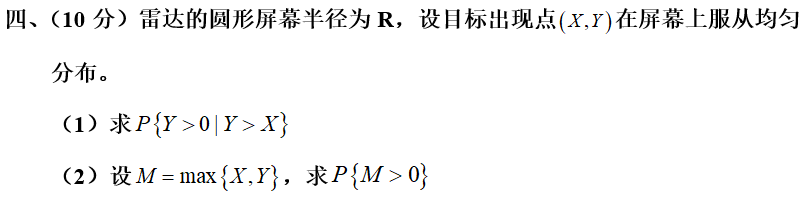 四、（10 分）雷达的圆形屏幕半径为 R，设目标出现点(X,Y)在屏幕上服从均匀
分布。
（1）求P{Y>0|Y>X}
（2）设M=max{X,Y}，求P{M>0}